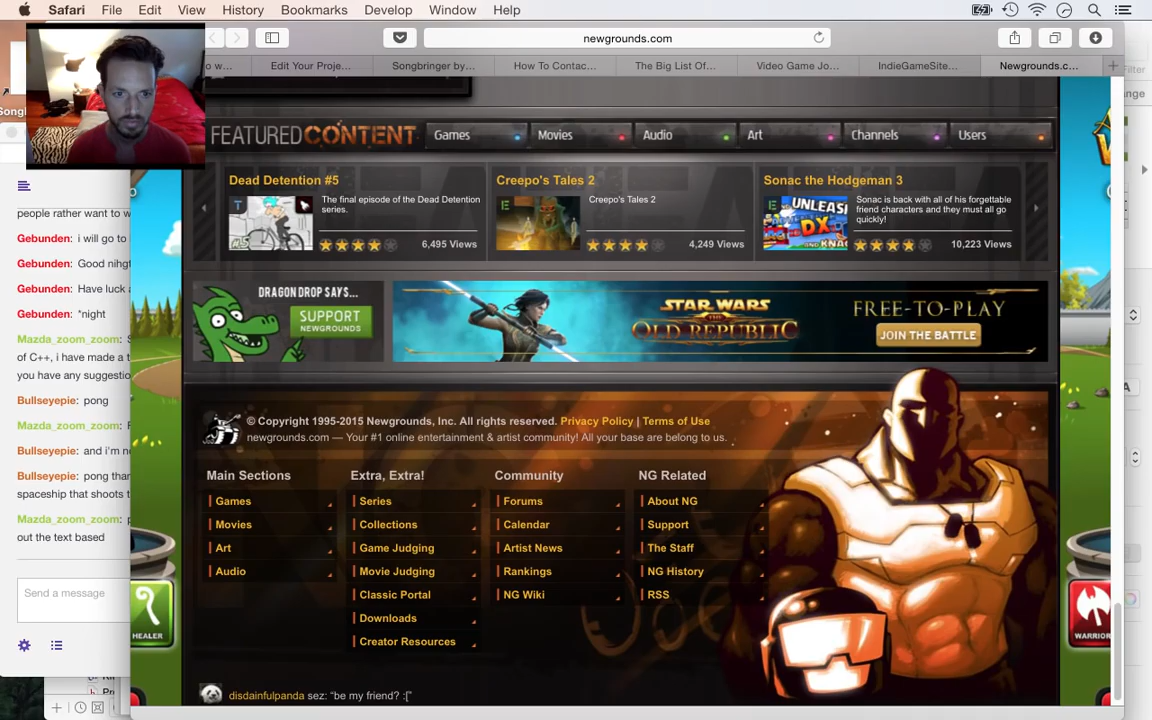 Safari File Edit View History Bookmarks Develop Window Help
newgrounds.com
Edit Your Proje... Songbringer by... How To Contac... The Big List Of... Video Game Jo... IndieGameSite... Newgrounds.c...
people rather want to
Gebunden: i will go to
Gebunden: Good nihgt
Gebunden: Have luck
Gebunden: *night
Mazda_zoom_zoom:
of C++, i have made a
you have any suggestio
Bullseyepie: pong
Mazda_zoom_zoom:
Bullseyepie: and i'm
Bullseyepie: pong
spaceship that shoots
Mazda_zoom_zoom:
out the text based
Send a message
FEATUREDCONTENT Games Movies Audio Art Channels Users
Dead Detention #5
The final episode of the Dead Detention
series.
6,495 Views
Creepo's Tales 2
Creepo's Tales 2
4,249 Views
Sonac the Hodgeman 3
Sonac is back with all of his forgettable
friend characters and they must all go
quickly!
10,223 Views
DRAGON DROP SAYS...
SUPPORT
NEWGROUNDS
STAR WARS
THE
OLD REPUBLIC
FREE-TO-PLAY
JOIN THE BATTLE
© Copyright 1995-2015 Newgrounds, Inc. All rights reserved. Privacy Policy | Terms of Use
newgrounds.com — Your #1 online entertainment & artist community! All your base are belong to us.
Main Sections
Games
Movies
Art
Audio
Extra, Extra!
Series
Collections
Game Judging
Movie Judging
Classic Portal
Downloads
Creator Resources
Community
Forums
Calendar
Artist News
Rankings
NG Wiki
NG Related
About NG
Support
The Staff
NG History
RSS
HEALER
WARRIOR
disdainfulpanda sez: "be my friend? :["